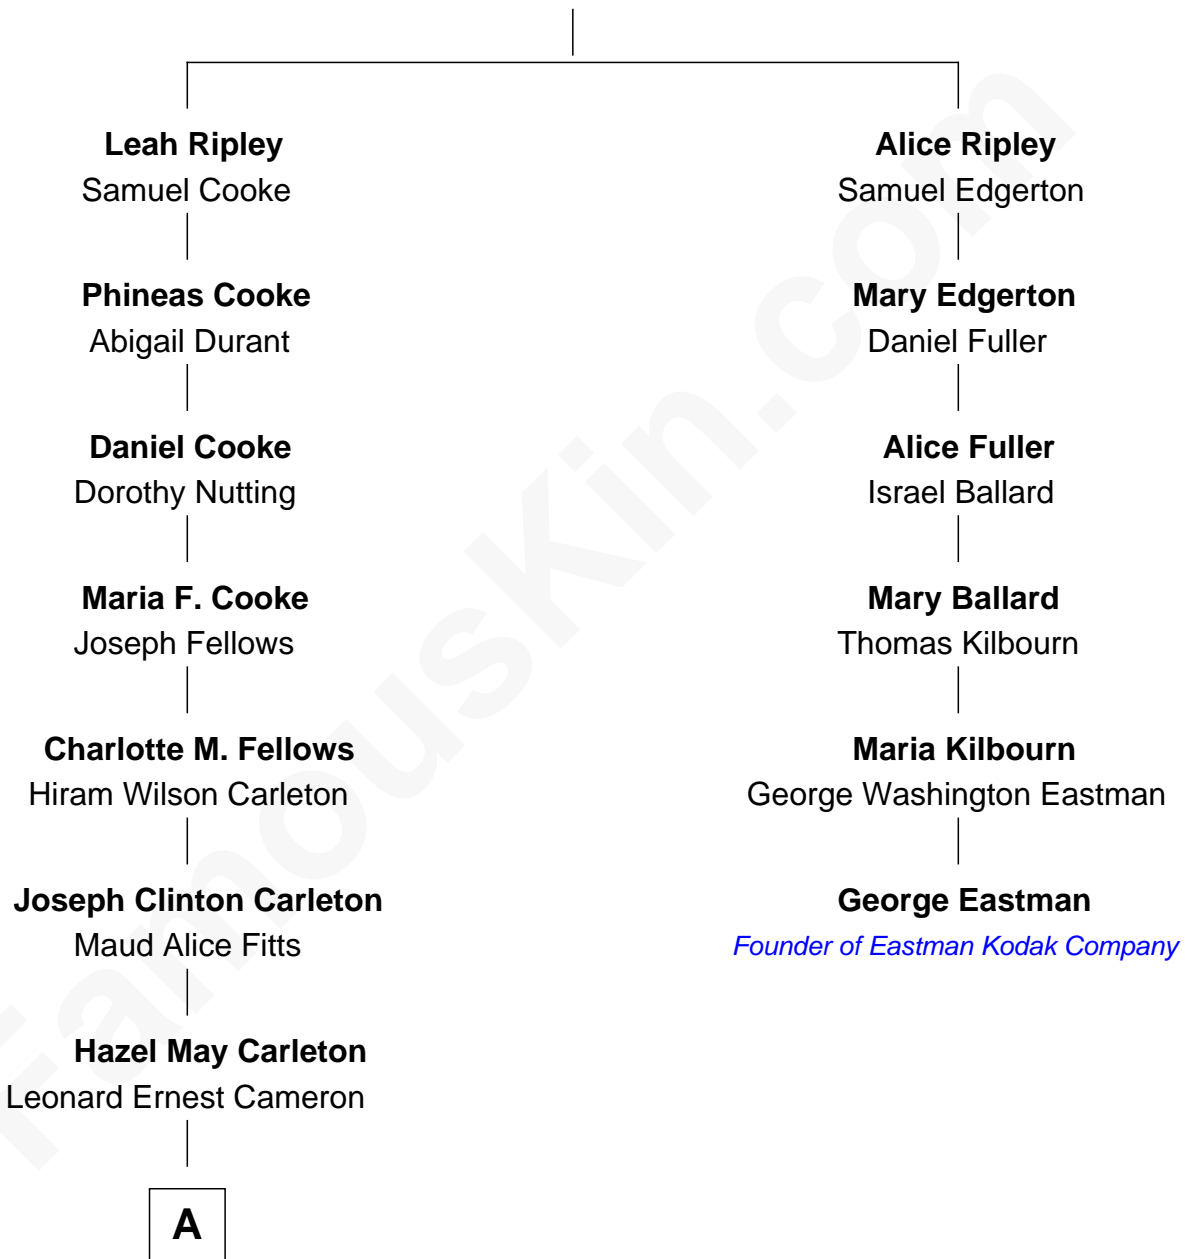 Leah Ripley
Samuel Cooke
Alice Ripley
Samuel Edgerton
Phineas Cooke
Abigail Durant
Mary Edgerton
Daniel Fuller
Daniel Cooke
Dorothy Nutting
Alice Fuller
Israel Ballard
Maria F. Cooke
Joseph Fellows
Mary Ballard
Thomas Kilbourn
Charlotte M. Fellows
Hiram Wilson Carleton
Maria Kilbourn
George Washington Eastman
Joseph Clinton Carleton
Maud Alice Fitts
George Eastman
Founder of Eastman Kodak Company
Hazel May Carleton
Leonard Ernest Cameron
A
FamousKin.com